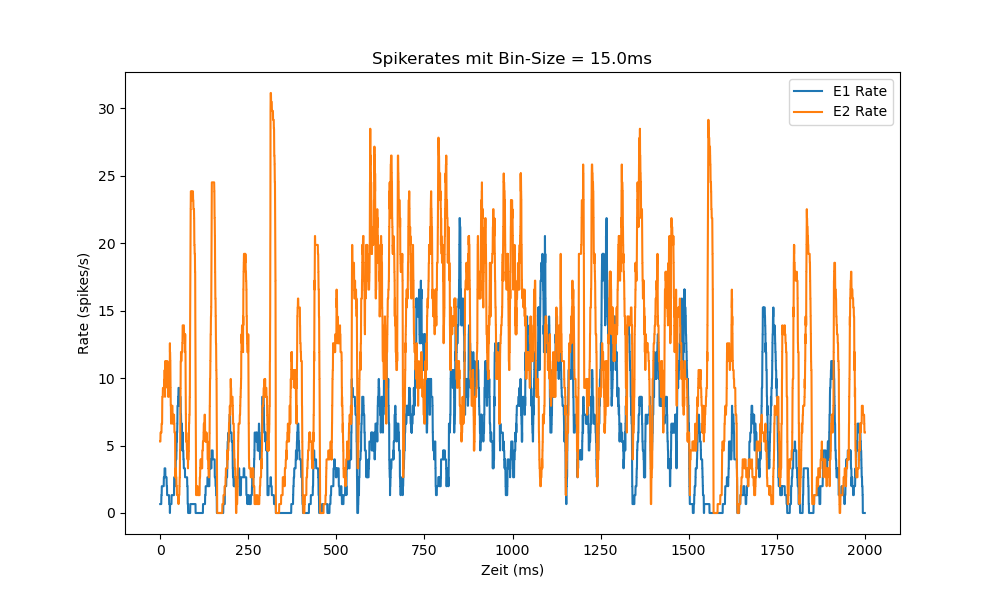 Spikerates mit Bin-Size = 15.0ms
E1 Rate
E2 Rate
30
25
20
15
10
5
0
Rate (spikes/s)
0 250 500 750 1000 1250 1500 1750 2000
Zeit (ms)